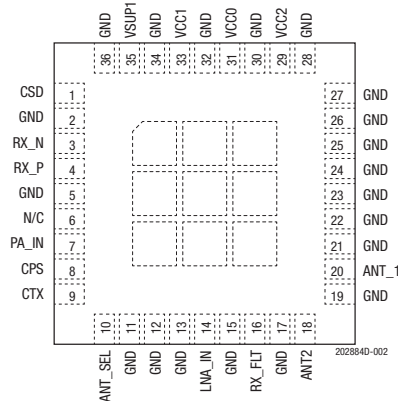 GND VSUP1 GND VCC1 GND VCC0 GND VCC2 GND
36 35 34 33 32 31 30 29 28
CSD 1 27 GND
GND 2 26 GND
RX_N 3 25 GND
RX_P 4 24 GND
GND 5 23 GND
N/C 6 22 GND
PA_IN 7 21 GND
CPS 8 20 ANT_1
CTX 9 19 GND
10 11 12 13 14 15 16 17 18
ANT_SEL GND GND GND LNA_IN GND RX_FLT GND ANT2
202884D-002